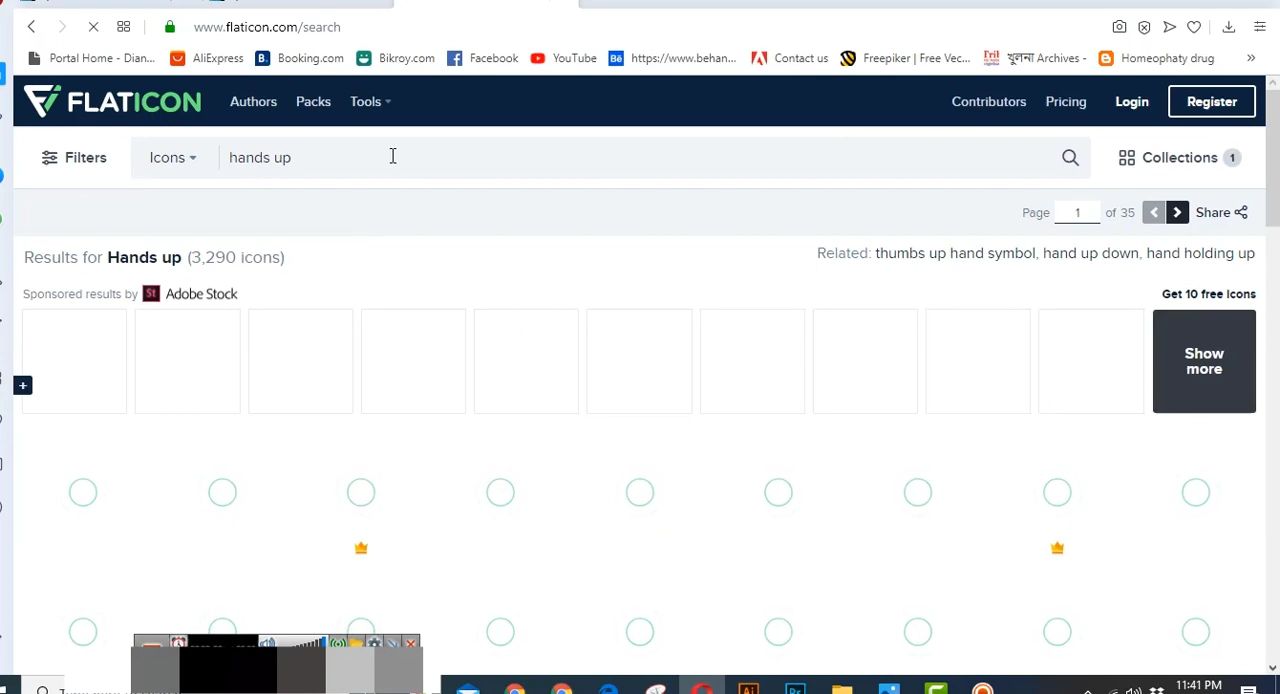 www.flaticon.com/search
Portal Home - Dian... AliExpress Booking.com Bikroy.com Facebook YouTube https://www.behan... Contact us Freepiker | Free Vec... খুলনা Archives - Homeophaty drug »
FLATICON Authors Packs Tools Contributors Pricing Login Register
Filters Icons hands up Collections 1
Page 1 of 35 Share
Results for Hands up (3,290 icons) Related: thumbs up hand symbol, hand up down, hand holding up
Sponsored results by St Adobe Stock Get 10 free icons
Show
more
11:41 PM